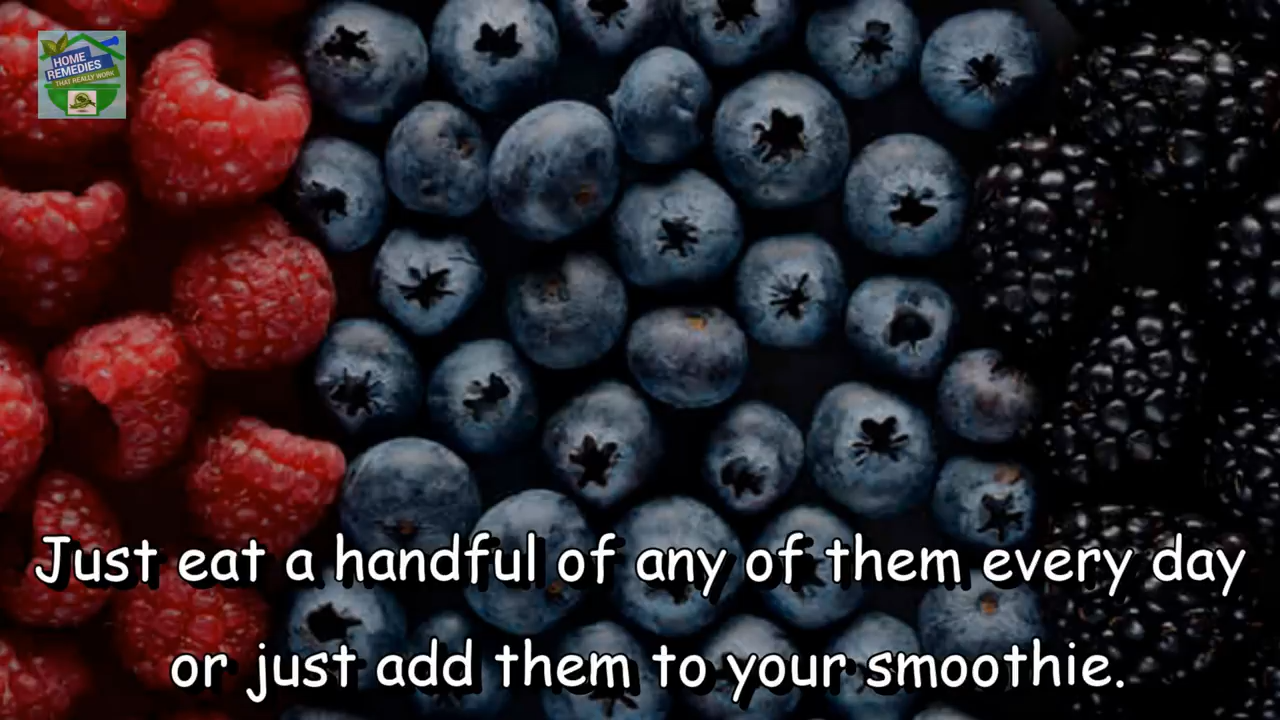 HOME
REMEDIES
THAT REALLY WORK
Just eat a handful of any of them every day
or just add them to your smoothie.